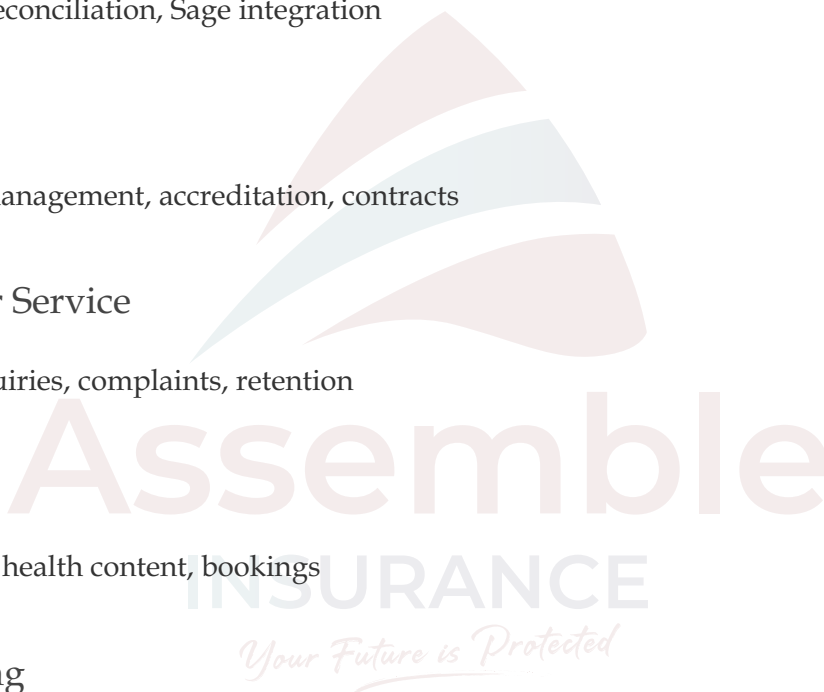 econciliation, Sage integration
anagement, accreditation, contracts
r Service
uiries, complaints, retention
Assemble
health content, bookings
INSURANCE
Your Future is Protected
ng